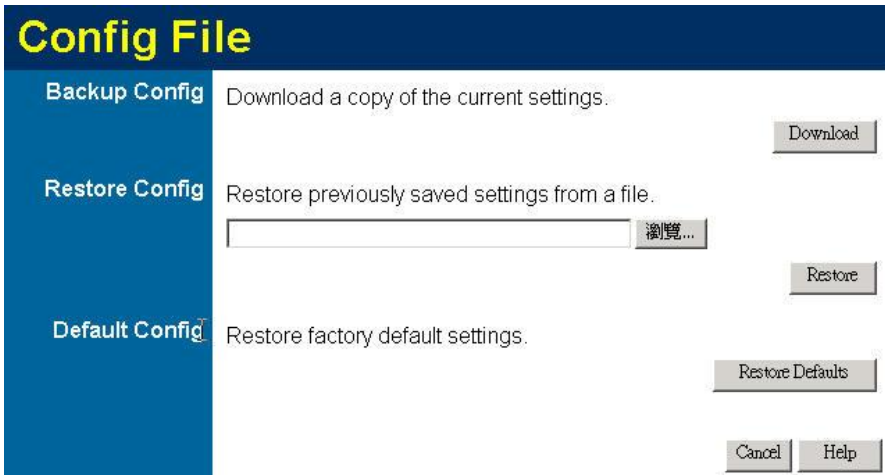 Config File
Backup Config
Download a copy of the current settings.
Download
Restore Config
Restore previously saved settings from a file.
瀏覽...
Restore
Default Config
Restore factory default settings.
Restore Defaults
Cancel Help